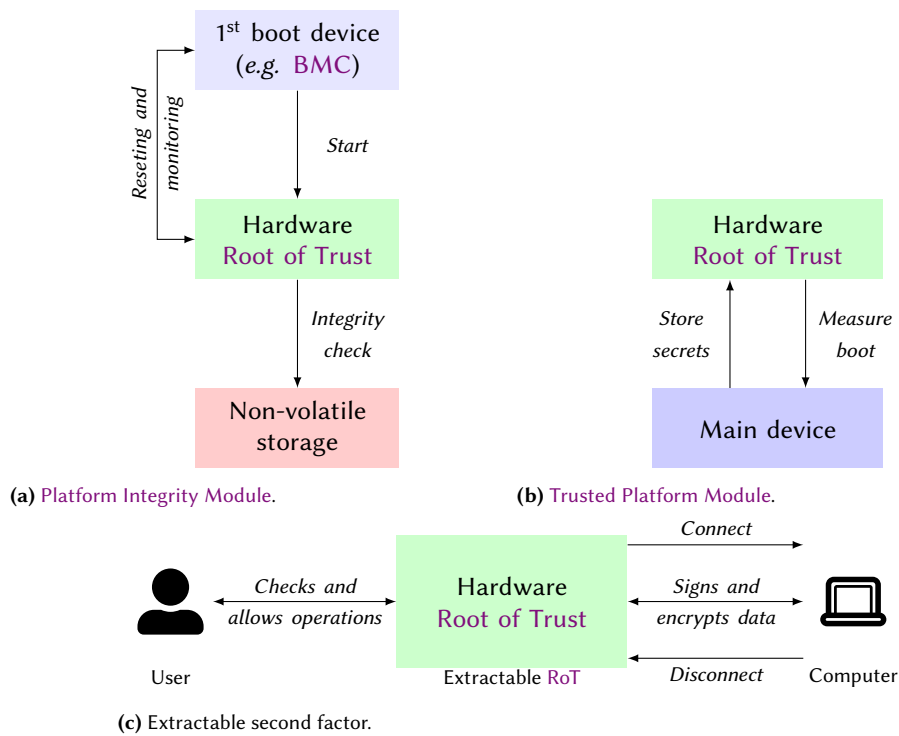 1st boot device
(e.g. BMC)
Reseting and
monitoring
Start
Hardware
Root of Trust
Integrity
check
Non-volatile
storage
(a) Platform Integrity Module.
Hardware
Root of Trust
Store
secrets
Measure
boot
Main device
(b) Trusted Platform Module.
User
Checks and
allows operations
Hardware
Root of Trust
Extractable RoT
Connect
Signs and
encrypts data
Disconnect
Computer
(c) Extractable second factor.